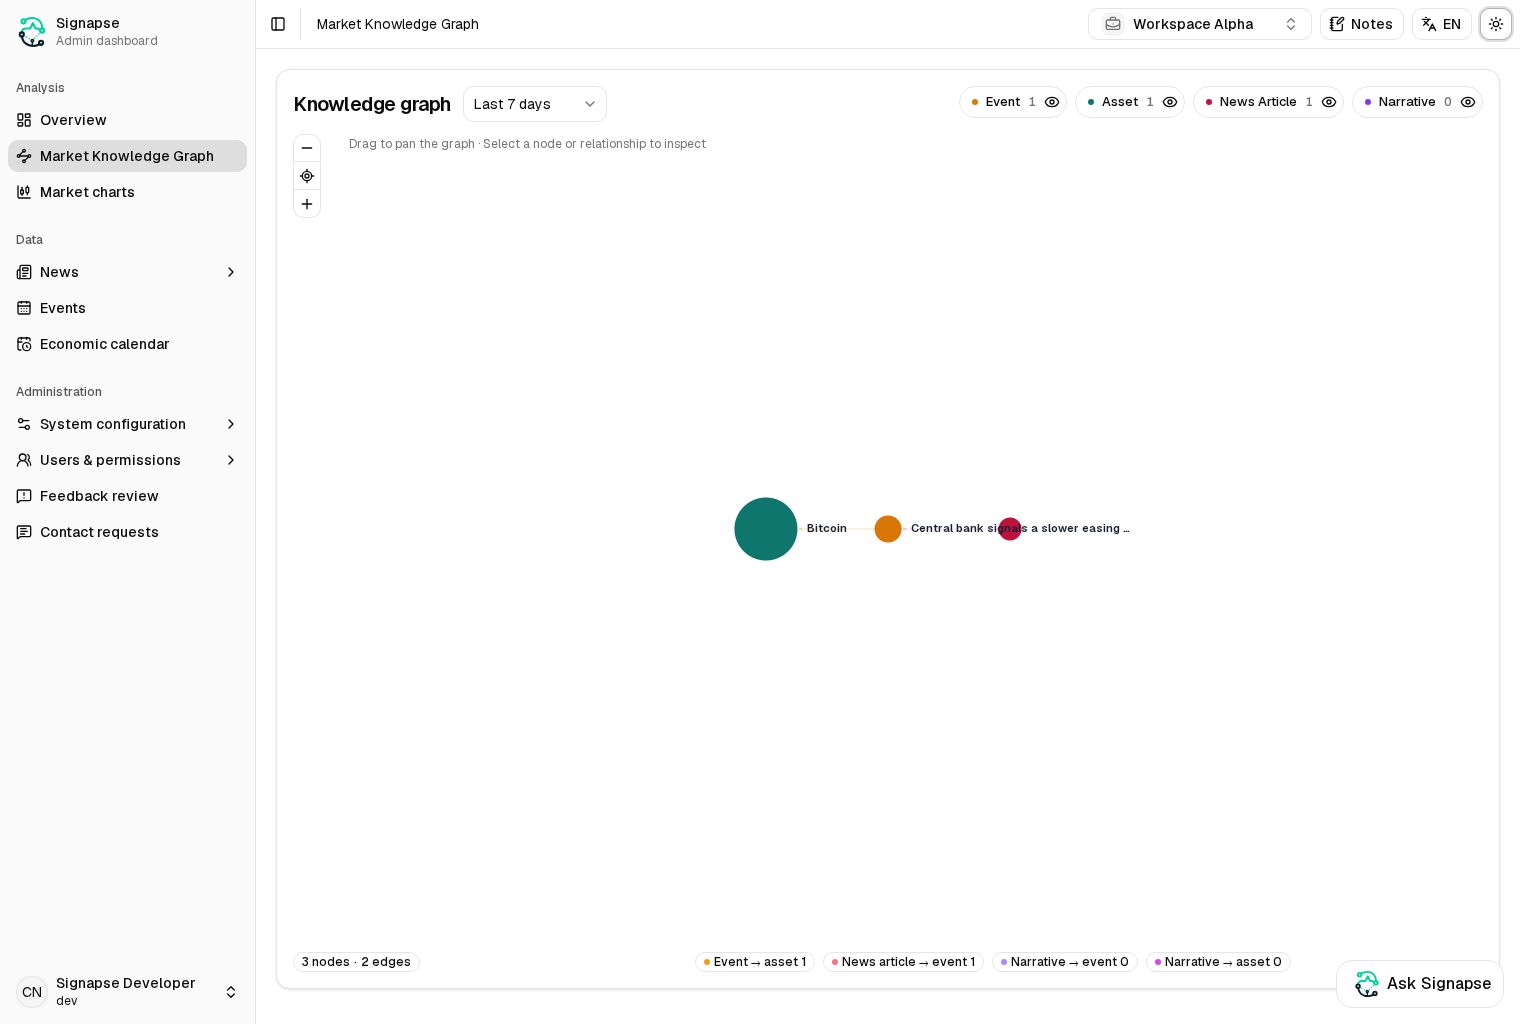 Signapse
Admin dashboard
Analysis
Overview
Market Knowledge Graph
Market charts
Data
News
Events
Economic calendar
Administration
System configuration
Users & permissions
Feedback review
Contact requests
CN
Signapse Developer
dev
Market Knowledge Graph
Workspace Alpha
Notes
EN
Knowledge graph
Last 7 days
Event 1
Asset 1
News Article 1
Narrative 0
Drag to pan the graph · Select a node or relationship to inspect
Bitcoin
Central bank signals a slower easing ...
3 nodes · 2 edges
Event → asset 1
News article → event 1
Narrative → event 0
Narrative → asset 0
Ask Signapse